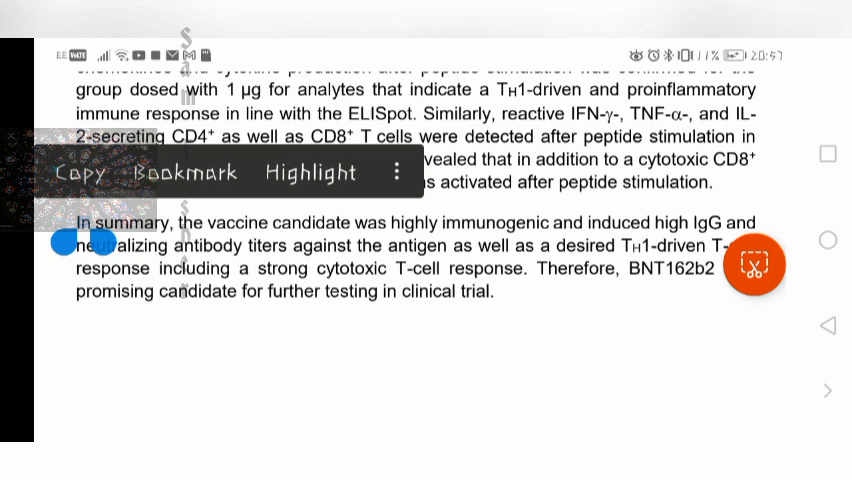 EE VoLTE 11% 20:57
group dosed with 1 µg for analytes that indicate a TH1-driven and proinflammatory
immune response in line with the ELISpot. Similarly, reactive IFN-γ-, TNF-α-, and IL-
2-secreting CD4⁺ as well as CD8⁺ T cells were detected after peptide stimulation in
vealed that in addition to a cytotoxic CD8⁺
Copy Bookmark Highlight
s activated after peptide stimulation.
In summary, the vaccine candidate was highly immunogenic and induced high IgG and
neutralizing antibody titers against the antigen as well as a desired TH1-driven T-
response including a strong cytotoxic T-cell response. Therefore, BNT162b2
promising candidate for further testing in clinical trial.